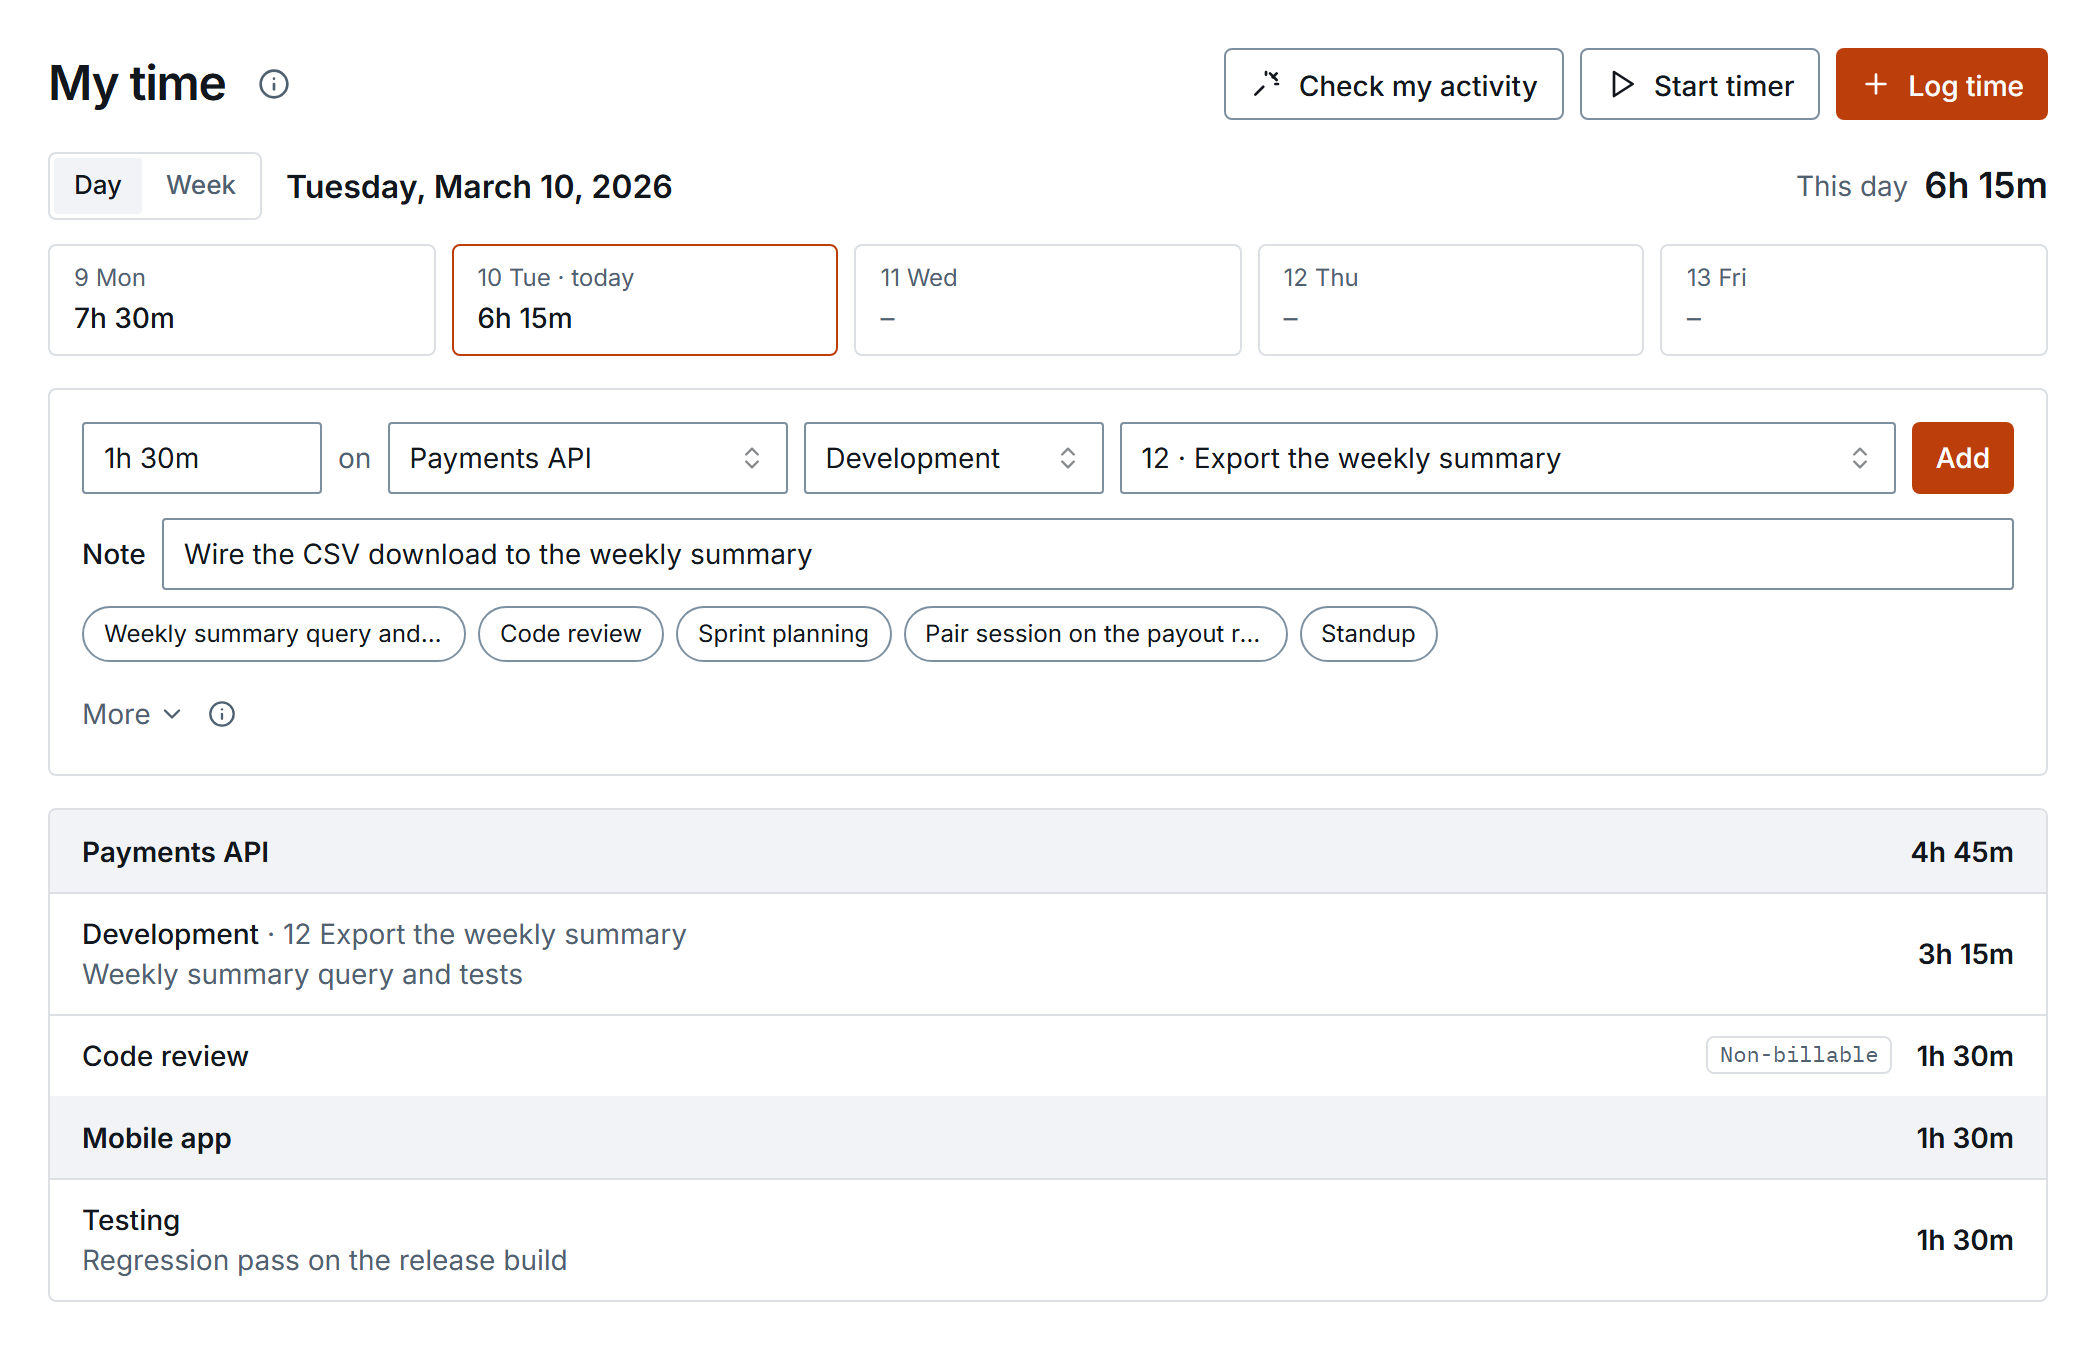 My time
Check my activity
Start timer
Log time
Day
Week
Tuesday, March 10, 2026
This day 6h 15m
9 Mon
7h 30m
10 Tue · today
6h 15m
11 Wed
–
12 Thu
–
13 Fri
–
1h 30m
on
Payments API
Development
12 · Export the weekly summary
Add
Note
Wire the CSV download to the weekly summary
Weekly summary query and...
Code review
Sprint planning
Pair session on the payout r...
Standup
More
Payments API
4h 45m
Development · 12 Export the weekly summary
Weekly summary query and tests
3h 15m
Code review
Non-billable
1h 30m
Mobile app
1h 30m
Testing
Regression pass on the release build
1h 30m